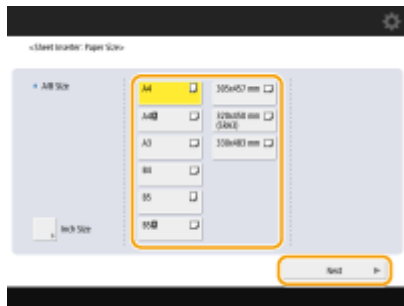 <Sheet Inserter: Paper Size>
A/B Size
A4
305x457 mm
A4R
320x450 mm
(SRA3)
A3
330x483 mm
B4
B5
B5R
Inch Size
Next